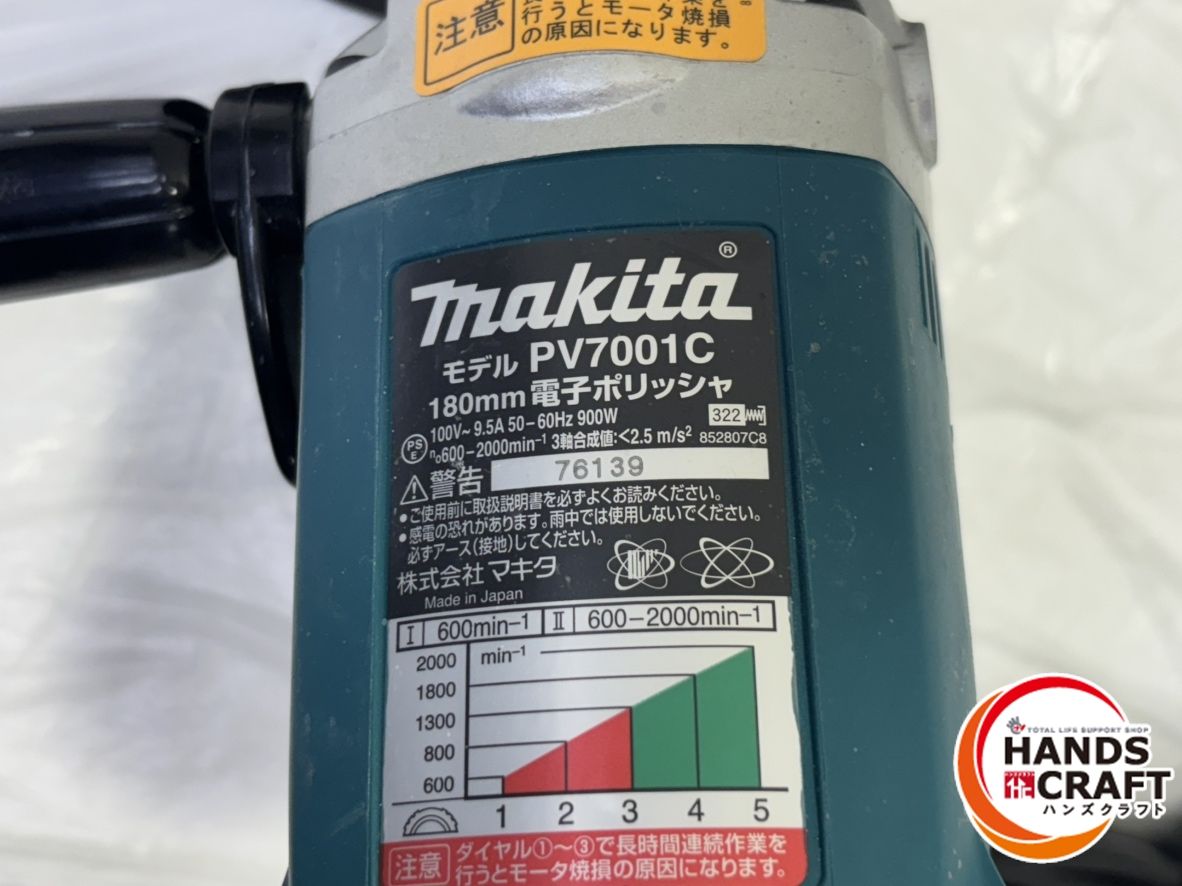 注意
行うとモータ焼損
の原因になります。
makita®
モデル PV7001C
180mm 電子ポリッシャ
100V~ 9.5A 50-60Hz 900W
322
PSE n₀600-2000min⁻¹ 3軸合成値:<2.5 m/s² 852807C8
警告 76139
●ご使用前に取扱説明書を必ずよくお読みください。
●感電の恐れがあります。雨中では使用しないでください。
必ずアース(接地)してください。
株式会社 マキタ
Made in Japan
I 600min-1 II 600-2000min-1
min-1
2000
1800
1300
800
600
1 2 3 4 5
注意 ダイヤル①~③で長時間連続作業を
行うとモータ焼損の原因になります。
TOTAL LIFE SUPPORT SHOP
HANDS
CRAFT
ハンズクラフト